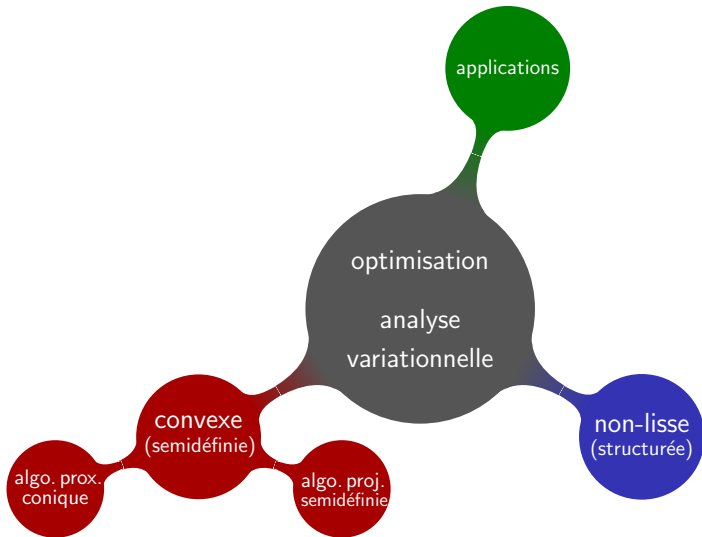 applications
optimisation
analyse
variationnelle
convexe
(semidéfinie)
non-lisse
(structurée)
algo. prox.
conique
algo. proj.
semidéfinie